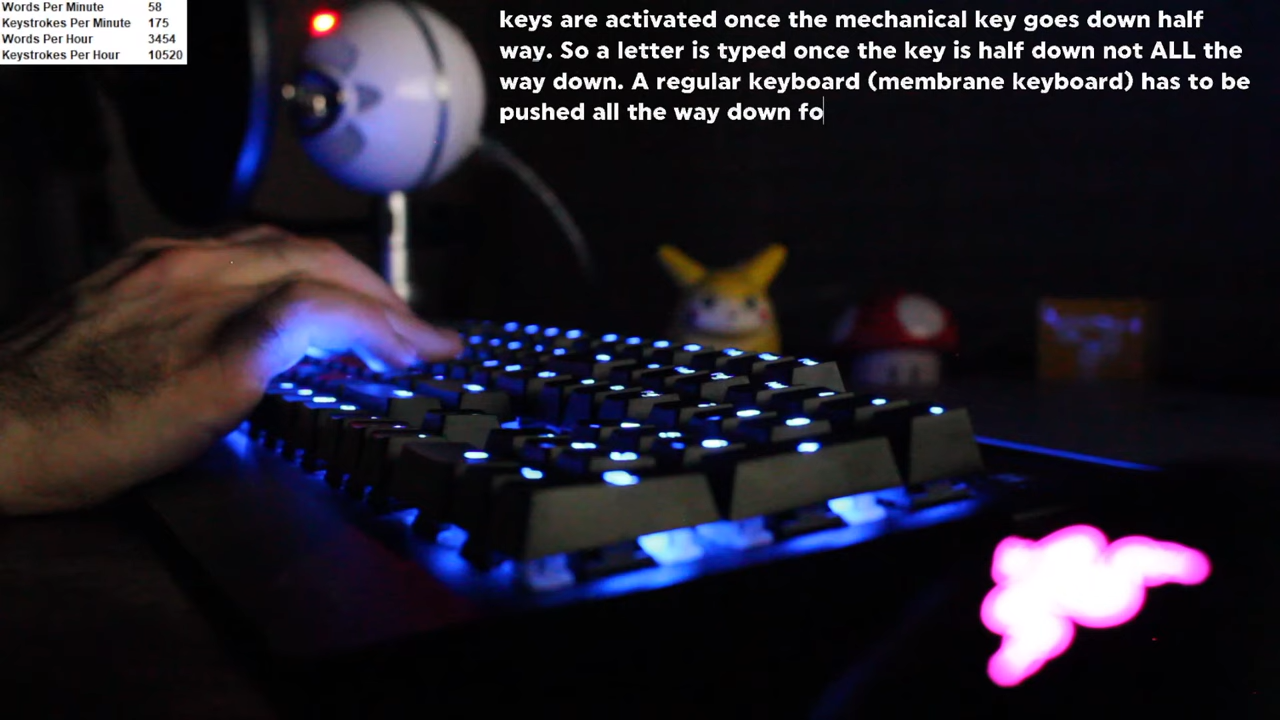 Words Per Minute 58
Keystrokes Per Minute 175
Words Per Hour 3454
Keystrokes Per Hour 10520
keys are activated once the mechanical key goes down half
way. So a letter is typed once the key is half down not ALL the
way down. A regular keyboard (membrane keyboard) has to be
pushed all the way down fo